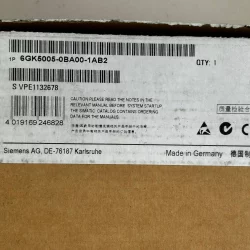 1P 6GK5005-0BA00-1AB2
QTY: 1
S VPE1132678
CAUTION! PLEASE READ NOTES IN THE
RELEVANT MANUAL BEFORE SYSTEM STARTUP.
THE SIMATIC CATALOG CONTAINS ORDERING
DATA FOR THE MANUALS
4 019169 246828
Siemens AG, DE-76187 Karlsruhe
Made in Germany